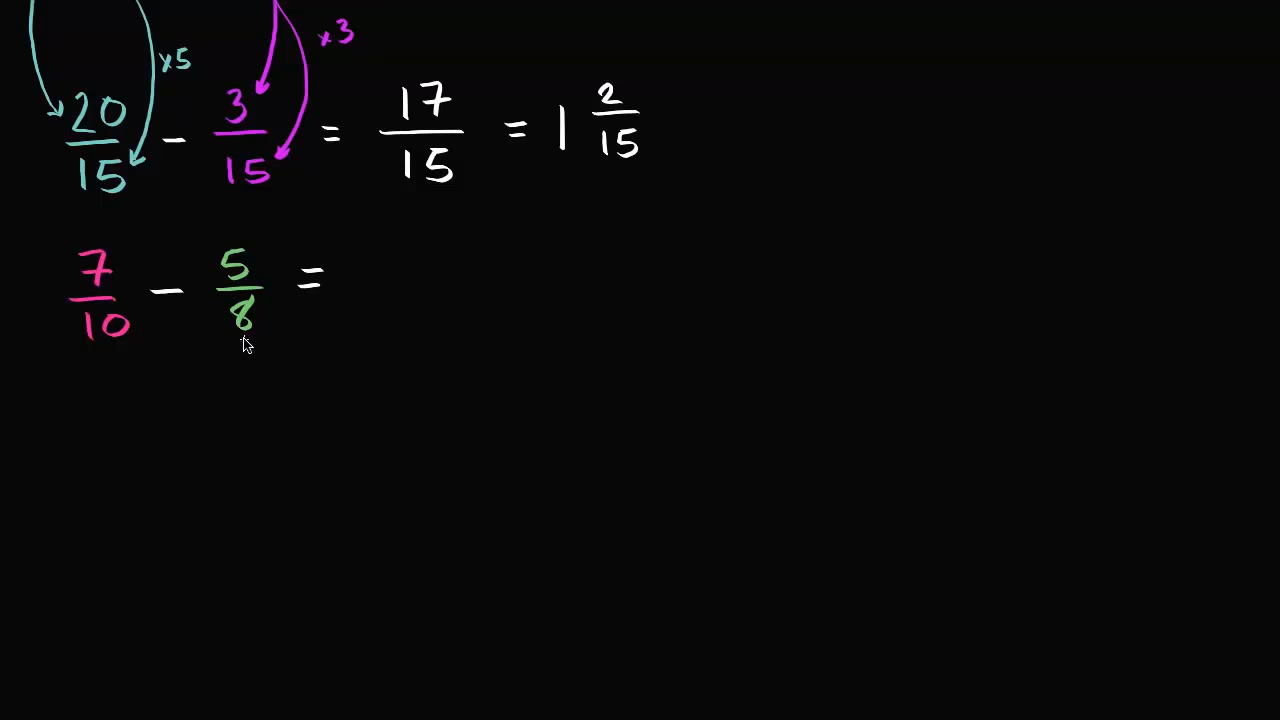 ×5 ×3
20/15 - 3/15 = 17/15 = 1 2/15
7/10 - 5/8 =